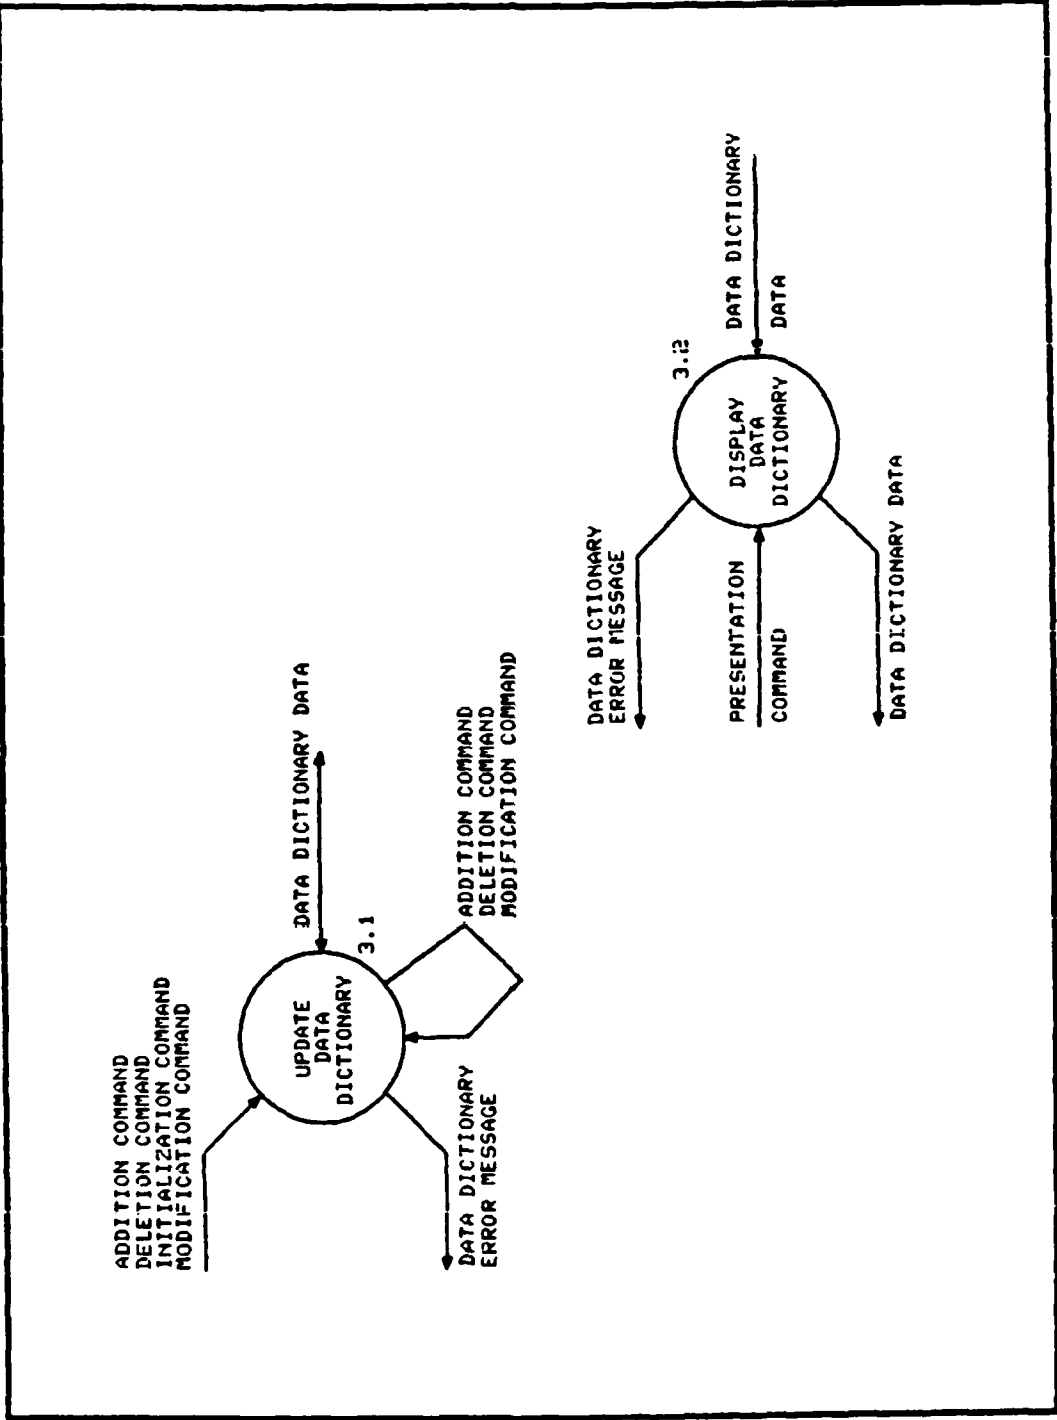 ADDITION COMMAND
DELETION COMMAND
INITIALIZATION COMMAND
MODIFICATION COMMAND
UPDATE
DATA
DICTIONARY
DATA DICTIONARY DATA
3.1
DATA DICTIONARY
ERROR MESSAGE
ADDITION COMMAND
DELETION COMMAND
MODIFICATION COMMAND
DATA DICTIONARY
ERROR MESSAGE
3.2
PRESENTATION
COMMAND
DISPLAY
DATA
DICTIONARY
DATA DICTIONARY
DATA
DATA DICTIONARY DATA